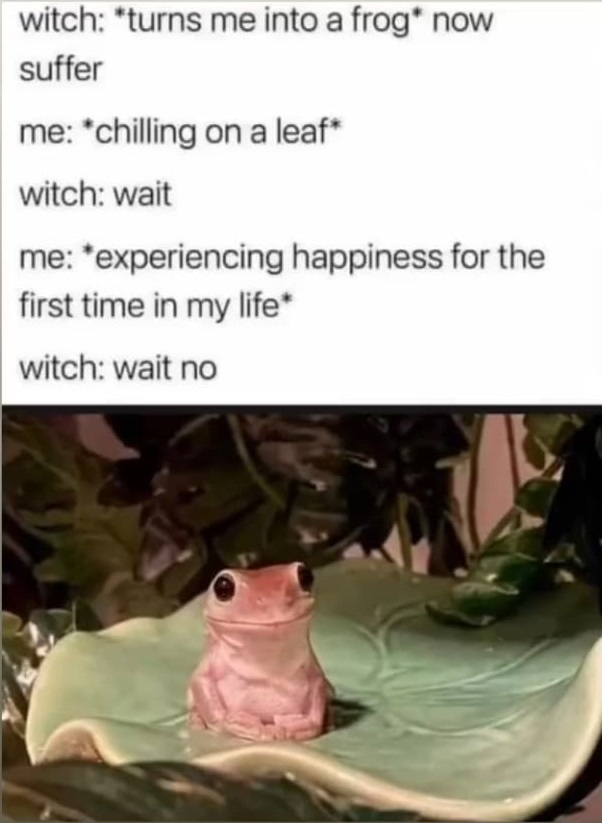 witch: *turns me into a frog* now
suffer
me: *chilling on a leaf*
witch: wait
me: *experiencing happiness for the
first time in my life*
witch: wait no